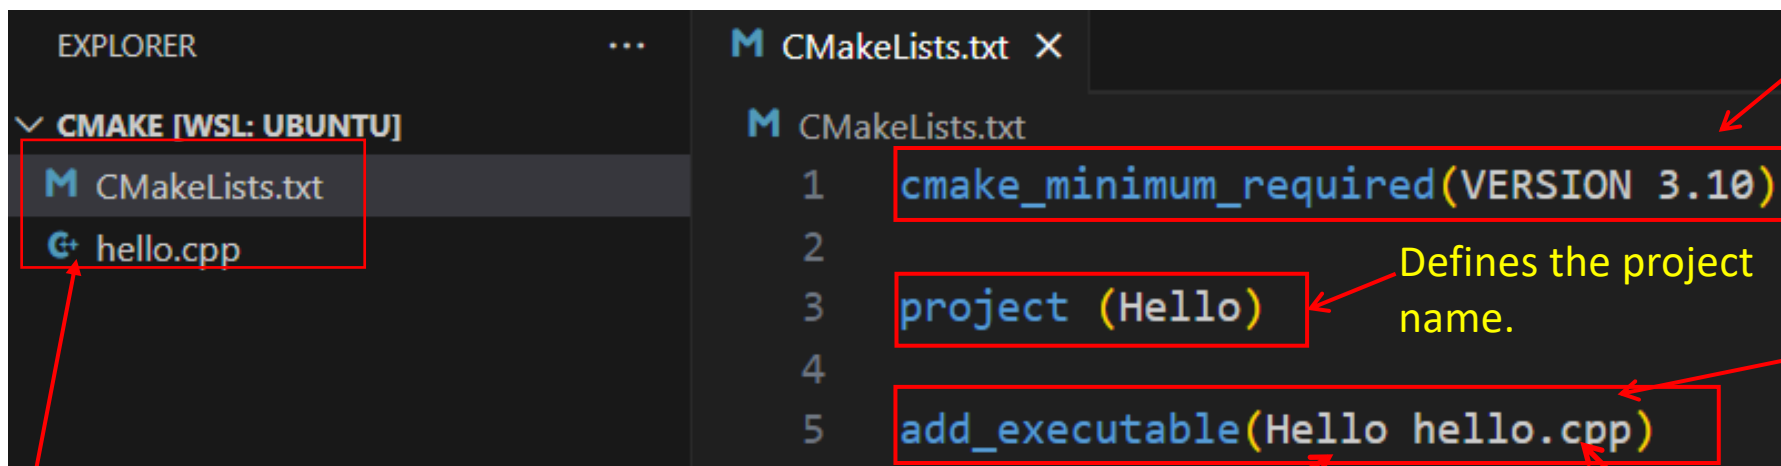 EXPLORER ...
CMAKE [WSL: UBUNTU]
CMakeLists.txt
hello.cpp
CMakeLists.txt
CMakeLists.txt
1 cmake_minimum_required(VERSION 3.10)
2
3 project (Hello)
4
5 add_executable(Hello hello.cpp)
Defines the project
name.